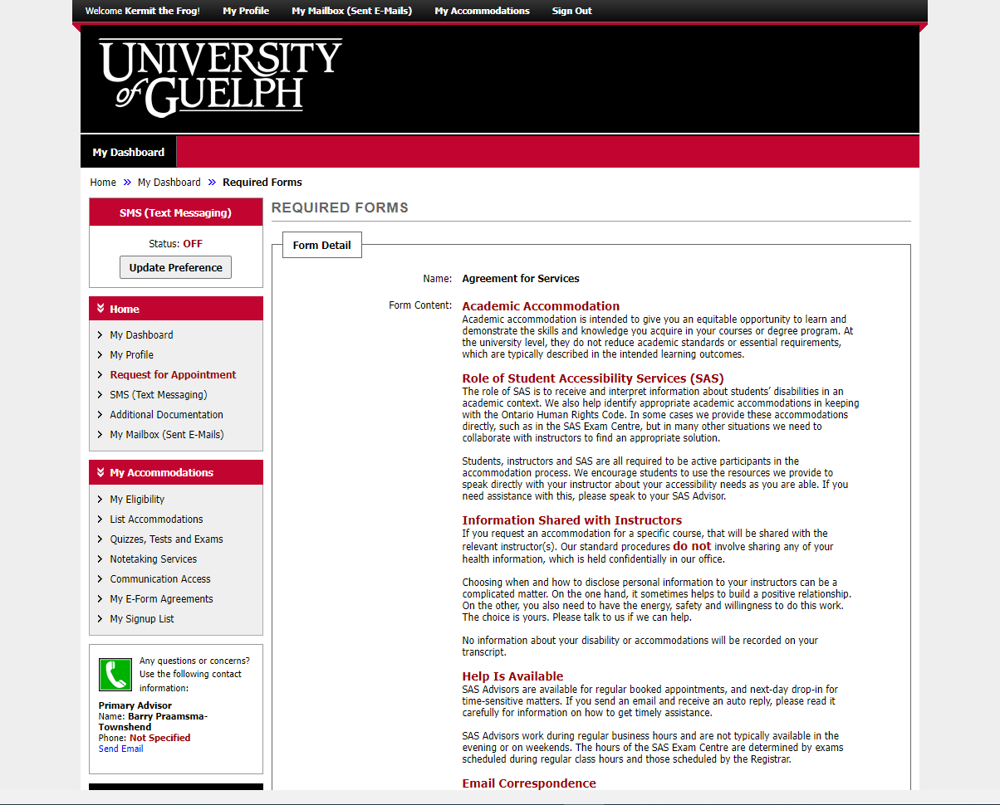 Welcome Kermit the Frog! My Profile My Mailbox (Sent E-Mails) My Accommodations Sign Out
UNIVERSITY
of GUELPH
My Dashboard
Home » My Dashboard » Required Forms
SMS (Text Messaging)
Status: OFF
Update Preference
Home
My Dashboard
My Profile
Request for Appointment
SMS (Text Messaging)
Additional Documentation
My Mailbox (Sent E-Mails)
My Accommodations
My Eligibility
List Accommodations
Quizzes, Tests and Exams
Notetaking Services
Communication Access
My E-Form Agreements
My Signup List
Any questions or concerns?
Use the following contact
information:
Primary Advisor
Name: Barry Praamsma-
Townshend
Phone: Not Specified
Send Email
REQUIRED FORMS
Form Detail
Name: Agreement for Services
Form Content: Academic Accommodation
Academic accommodation is intended to give you an equitable opportunity to learn and
demonstrate the skills and knowledge you acquire in your courses or degree program. At
the university level, they do not reduce academic standards or essential requirements,
which are typically described in the intended learning outcomes.
Role of Student Accessibility Services (SAS)
The role of SAS is to receive and interpret information about students’ disabilities in an
academic context. We also help identify appropriate academic accommodations in keeping
with the Ontario Human Rights Code. In some cases we provide these accommodations
directly, such as in the SAS Exam Centre, but in many other situations we need to
collaborate with instructors to find an appropriate solution.
Students, instructors and SAS are all required to be active participants in the
accommodation process. We encourage students to use the resources we provide to
speak directly with your instructor about your accessibility needs as you are able. If you
need assistance with this, please speak to your SAS Advisor.
Information Shared with Instructors
If you request an accommodation for a specific course, that will be shared with the
relevant instructor(s). Our standard procedures do not involve sharing any of your
health information, which is held confidentially in our office.
Choosing when and how to disclose personal information to your instructors can be a
complicated matter. On the one hand, it sometimes helps to build a positive relationship.
On the other, you also need to have the energy, safety and willingness to do this work.
The choice is yours. Please talk to us if we can help.
No information about your disability or accommodations will be recorded on your
transcript.
Help Is Available
SAS Advisors are available for regular booked appointments, and next-day drop-in for
time-sensitive matters. If you send an email and receive an auto reply, please read it
carefully for information on how to get timely assistance.
SAS Advisors work during regular business hours and are not typically available in the
evening or on weekends. The hours of the SAS Exam Centre are determined by exams
scheduled during regular class hours and those scheduled by the Registrar.
Email Correspondence